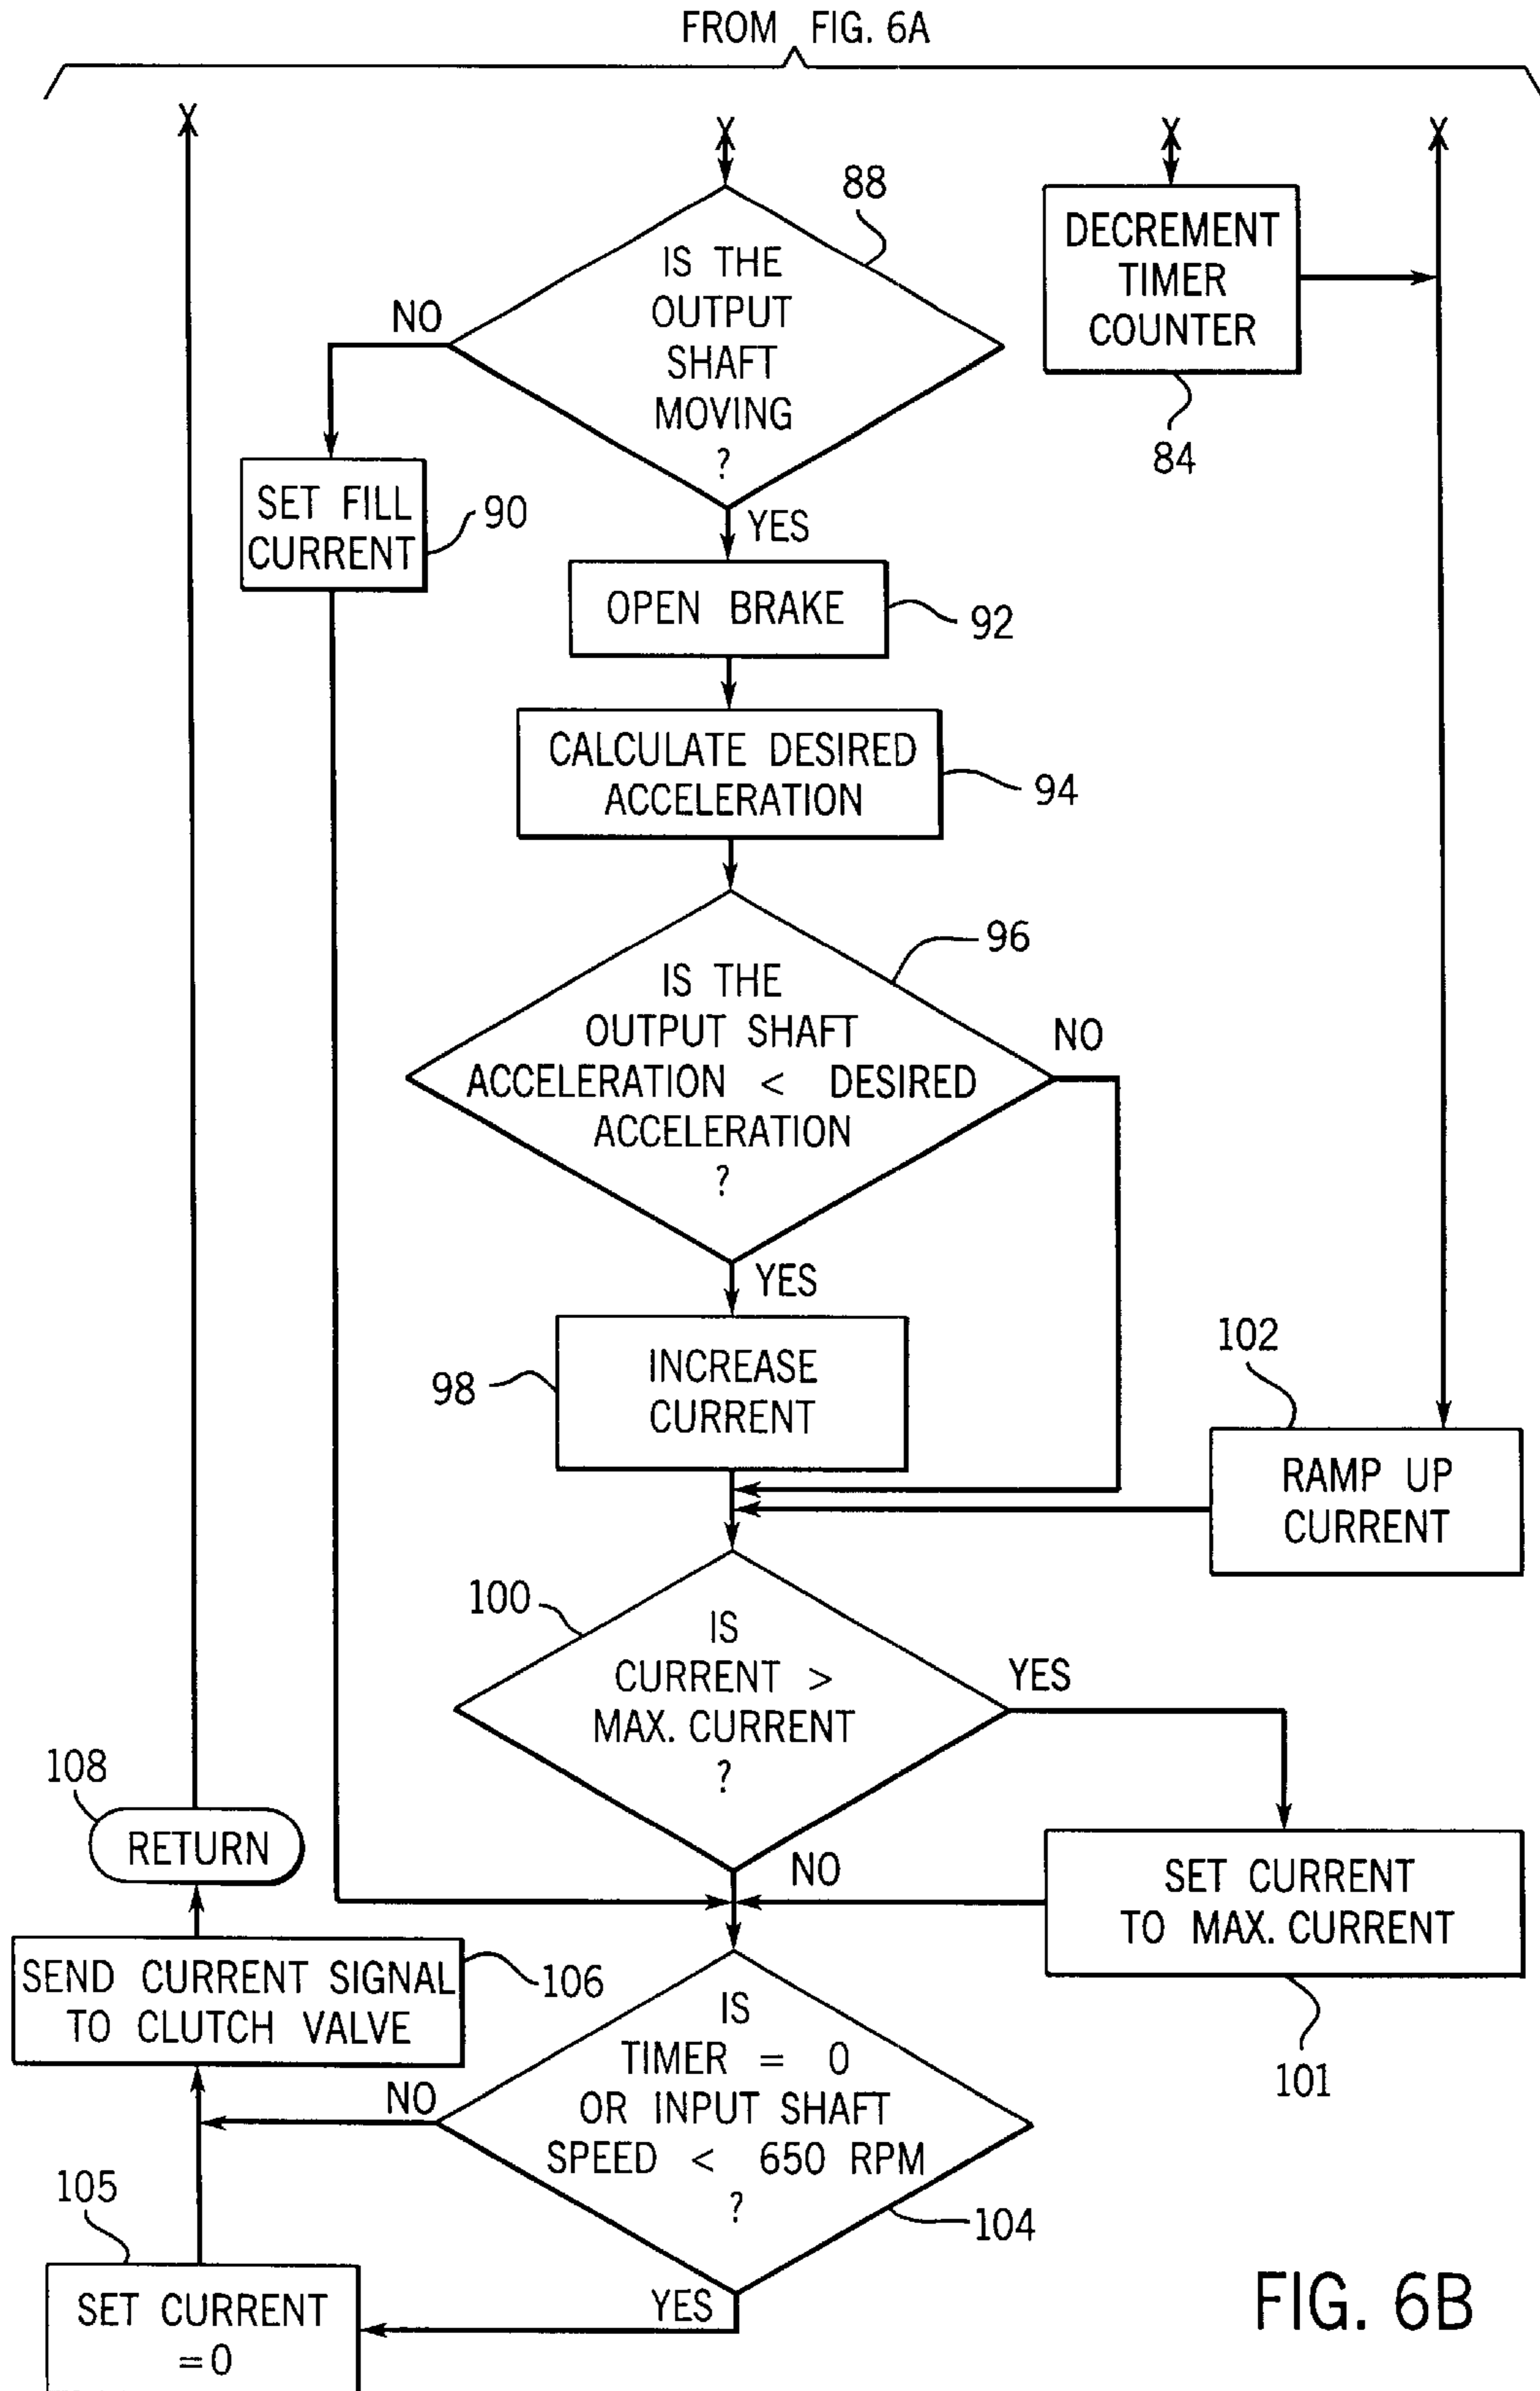 FROM FIG. 6A
X
X
X
X
88
IS THE
OUTPUT
SHAFT
MOVING
?
NO
YES
DECREMENT
TIMER
COUNTER
84
SET FILL
CURRENT
90
OPEN BRAKE
92
CALCULATE DESIRED
ACCELERATION
94
96
IS THE
OUTPUT SHAFT
ACCELERATION < DESIRED
ACCELERATION
?
NO
YES
98
INCREASE
CURRENT
102
RAMP UP
CURRENT
100
IS
CURRENT >
MAX. CURRENT
?
YES
NO
108
RETURN
SET CURRENT
TO MAX. CURRENT
101
SEND CURRENT SIGNAL
TO CLUTCH VALVE
106
IS
TIMER = 0
OR INPUT SHAFT
SPEED < 650 RPM
?
NO
104
YES
105
SET CURRENT
=0
FIG. 6B